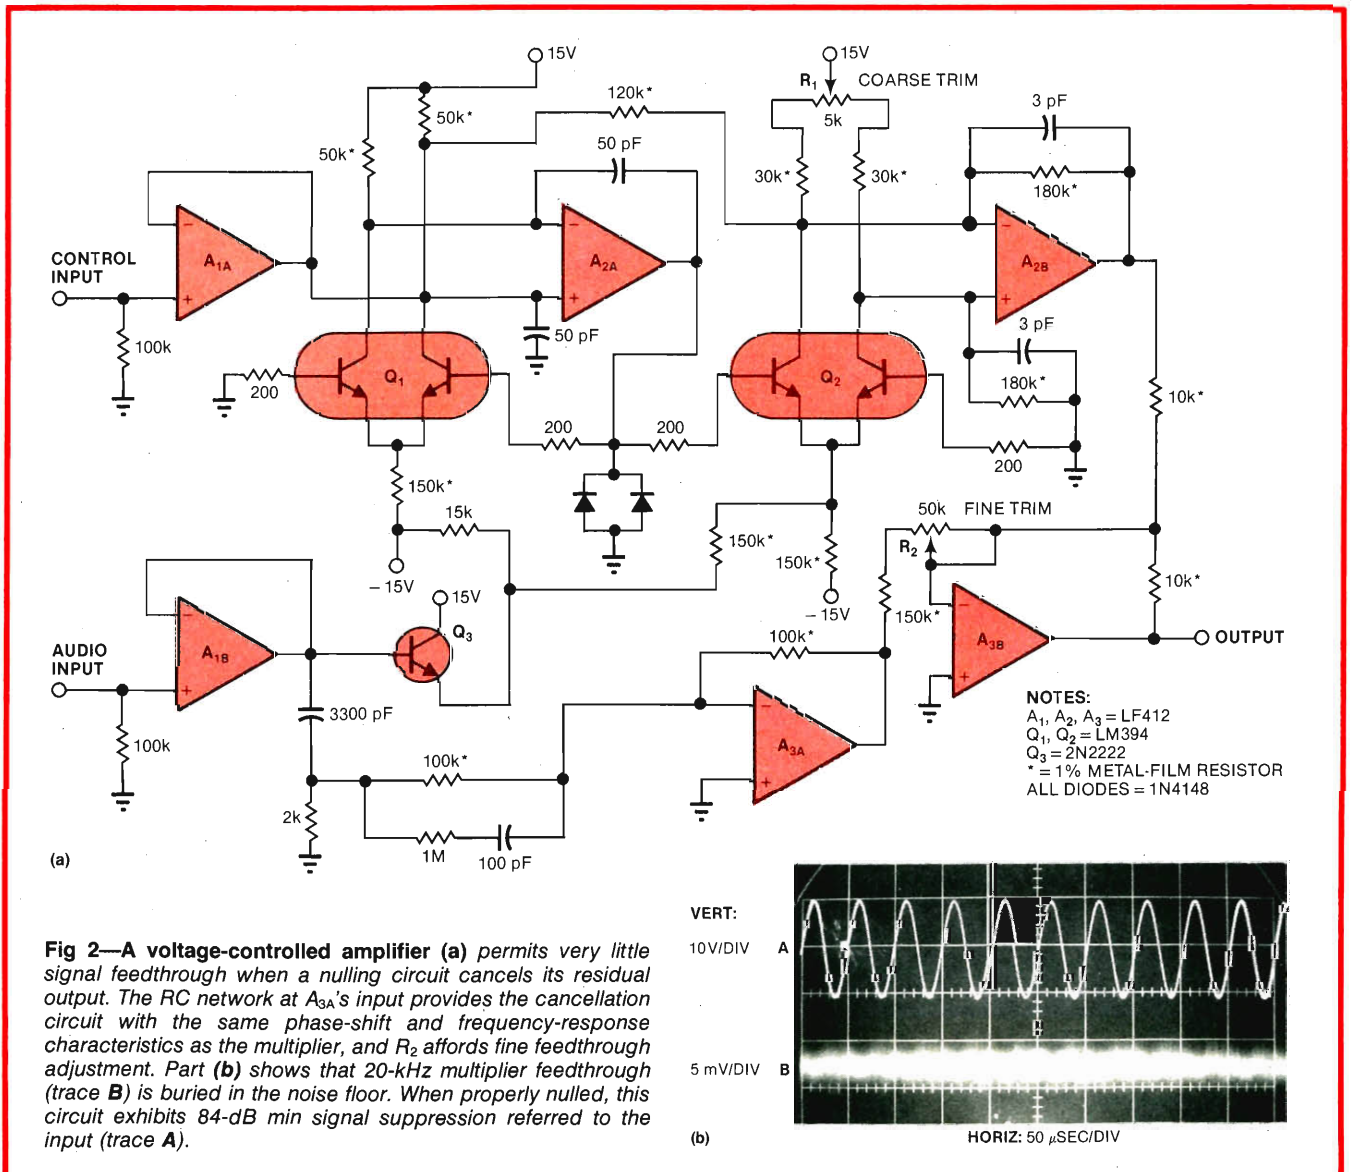 15V
15V
R1 COARSE TRIM
5k
3 pF
50k*
120k*
50k*
50 pF
30k*
30k*
180k*
CONTROL
INPUT
A1A
−
+
A2A
−
+
A2B
−
+
100k
50 pF
3 pF
Q1
Q2
180k*
10k*
200
200
200
200
150k*
15k
50k FINE TRIM
R2
150k*
150k*
– 15V
– 15V
15V
Q3
150k*
10k*
AUDIO
INPUT
A1B
−
+
100k*
A3B
−
+
OUTPUT
100k
3300 pF
A3A
−
+
NOTES:
A1, A2, A3 = LF412
Q1, Q2 = LM394
Q3 = 2N2222
* = 1% METAL-FILM RESISTOR
ALL DIODES = 1N4148
100k*
2k
1M
100 pF
(a)
VERT:
10V/DIV A
5 mV/DIV B
(b)
HORIZ: 50 μSEC/DIV
Fig 2—A voltage-controlled amplifier (a) permits very little
signal feedthrough when a nulling circuit cancels its residual
output. The RC network at A3A's input provides the cancellation
circuit with the same phase-shift and frequency-response
characteristics as the multiplier, and R2 affords fine feedthrough
adjustment. Part (b) shows that 20-kHz multiplier feedthrough
(trace B) is buried in the noise floor. When properly nulled, this
circuit exhibits 84-dB min signal suppression referred to the
input (trace A).